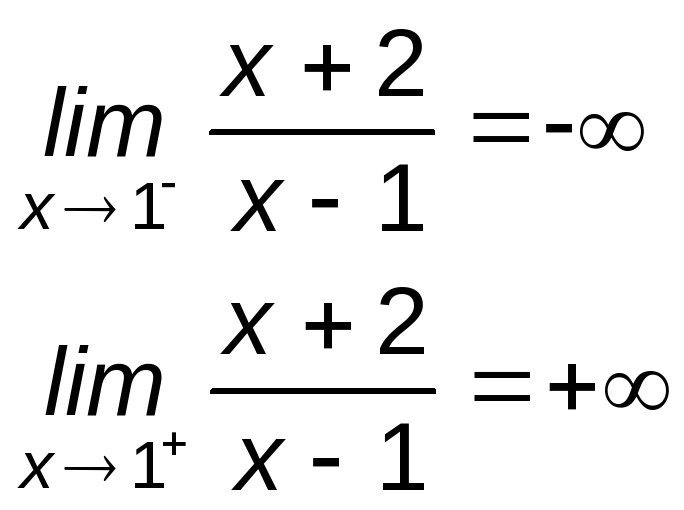 lim x→1⁻ (x + 2)/(x - 1) = -∞
lim x→1⁺ (x + 2)/(x - 1) = +∞